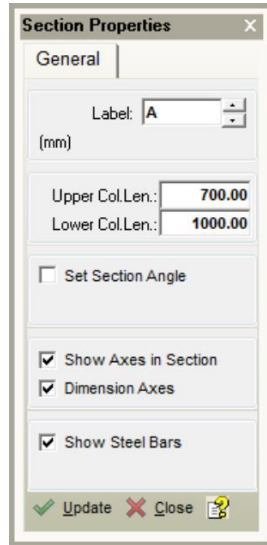 Section Properties
General
Label: A
(mm)
Upper Col.Len.: 700.00
Lower Col.Len.: 1000.00
Set Section Angle
Show Axes in Section
Dimension Axes
Show Steel Bars
Update Close